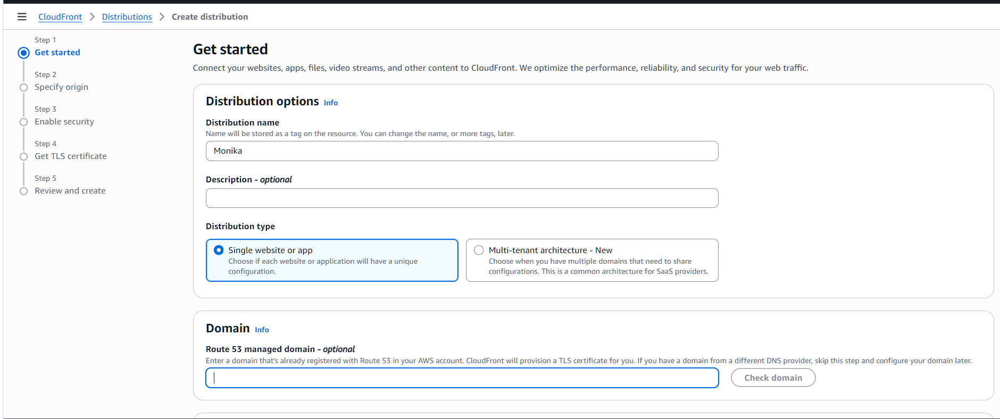 CloudFront > Distributions > Create distribution
Step 1
Get started
Step 2
Specify origin
Step 3
Enable security
Step 4
Get TLS certificate
Step 5
Review and create
Get started
Connect your websites, apps, files, video streams, and other content to CloudFront. We optimize the performance, reliability, and security for your web traffic.
Distribution options Info
Distribution name
Name will be stored as a tag on the resource. You can change the name, or more tags, later.
Monika
Description - optional
Distribution type
Single website or app
Choose if each website or application will have a unique
configuration.
Multi-tenant architecture - New
Choose when you have multiple domains that need to share
configurations. This is a common architecture for SaaS providers.
Domain Info
Route 53 managed domain - optional
Enter a domain that's already registered with Route 53 in your AWS account. CloudFront will provision a TLS certificate for you. If you have a domain from a different DNS provider, skip this step and configure your domain later.
Check domain